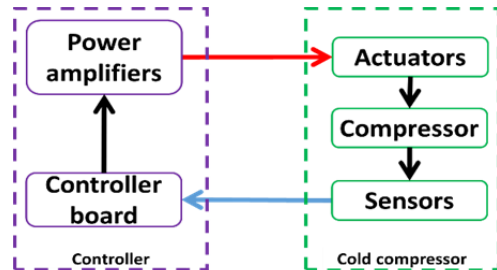 Power
amplifiers
Controller
board
Controller
Actuators
Compressor
Sensors
Cold compressor